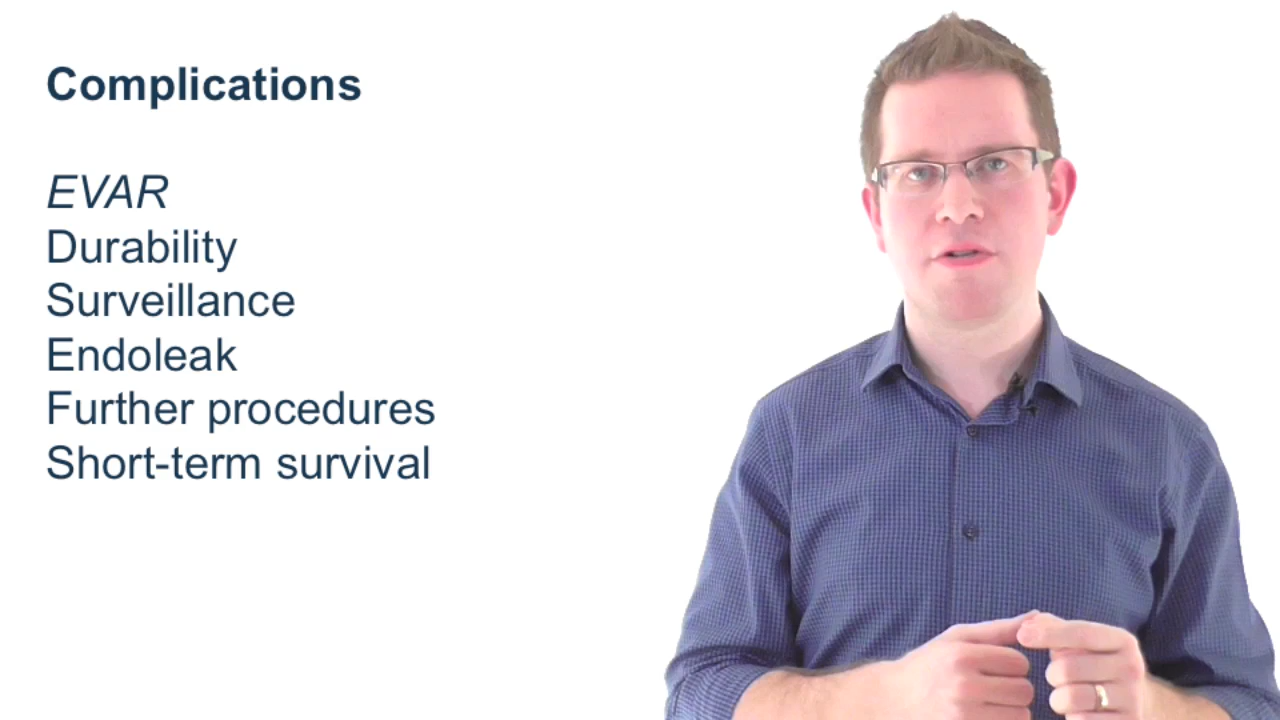 Complications
EVAR
Durability
Surveillance
Endoleak
Further procedures
Short-term survival